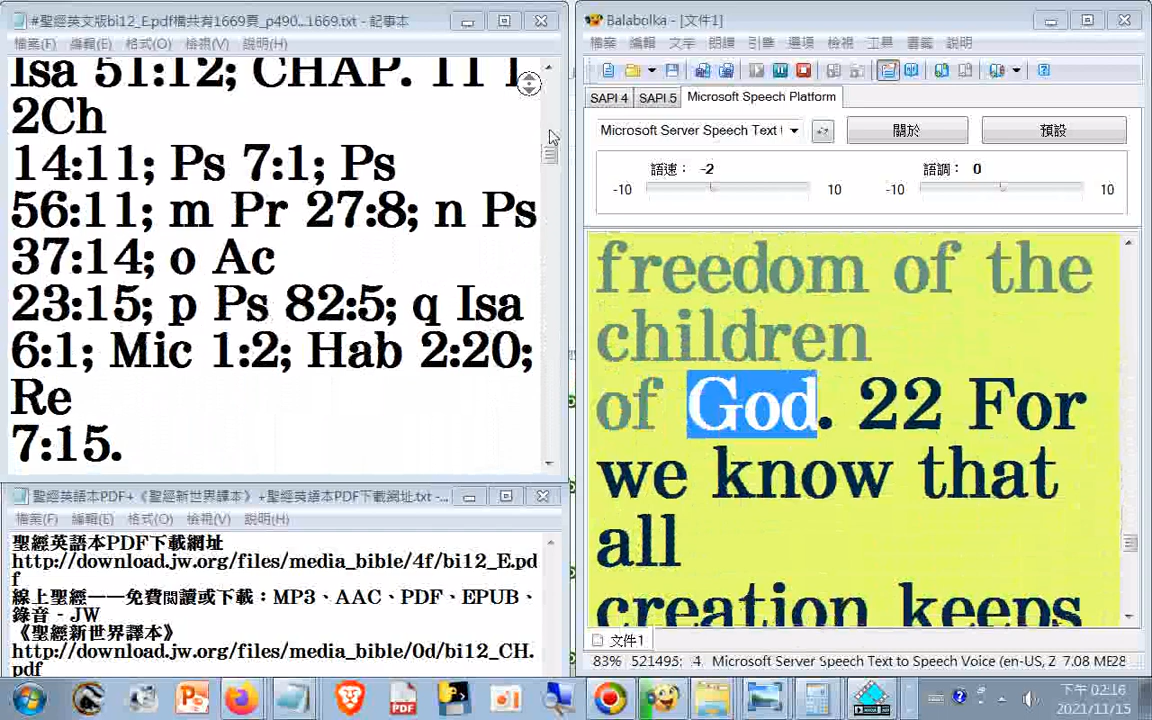 #聖經英文版bi12_E.pdf檔共有1669頁_p490...1669.txt - 記事本
檔案(F) 編輯(E) 格式(O) 檢視(V) 說明(H)
Isa 51:12; CHAP. 11 l
2Ch
14:11; Ps 7:1; Ps
56:11; m Pr 27:8; n Ps
37:14; o Ac
23:15; p Ps 82:5; q Isa
6:1; Mic 1:2; Hab 2:20;
Re
7:15.
聖經英語本PDF+《聖經新世界譯本》+聖經英語本PDF下載網址.txt - ...
檔案(F) 編輯(E) 格式(O) 檢視(V) 說明(H)
聖經英語本PDF下載網址
http://download.jw.org/files/media_bible/4f/bi12_E.pd
f
線上聖經——免費閱讀或下載：MP3、AAC、PDF、EPUB、
錄音 - JW
《聖經新世界譯本》
http://download.jw.org/files/media_bible/0d/bi12_CH.
pdf
Balabolka - [文件1]
檔案 編輯 文字 朗讀 引擎 選項 檢視 工具 書籤 說明
SAPI 4 SAPI 5 Microsoft Speech Platform
Microsoft Server Speech Text 關於 預設
語速： -2 語調： 0
-10 10 -10 10
freedom of the
children
of God. 22 For
we know that
all
creation keeps
文件1
83% 521495: 4. Microsoft Server Speech Text to Speech Voice (en-US, Z 7.08 ME28
PDF
下午 02:16
2021/11/15